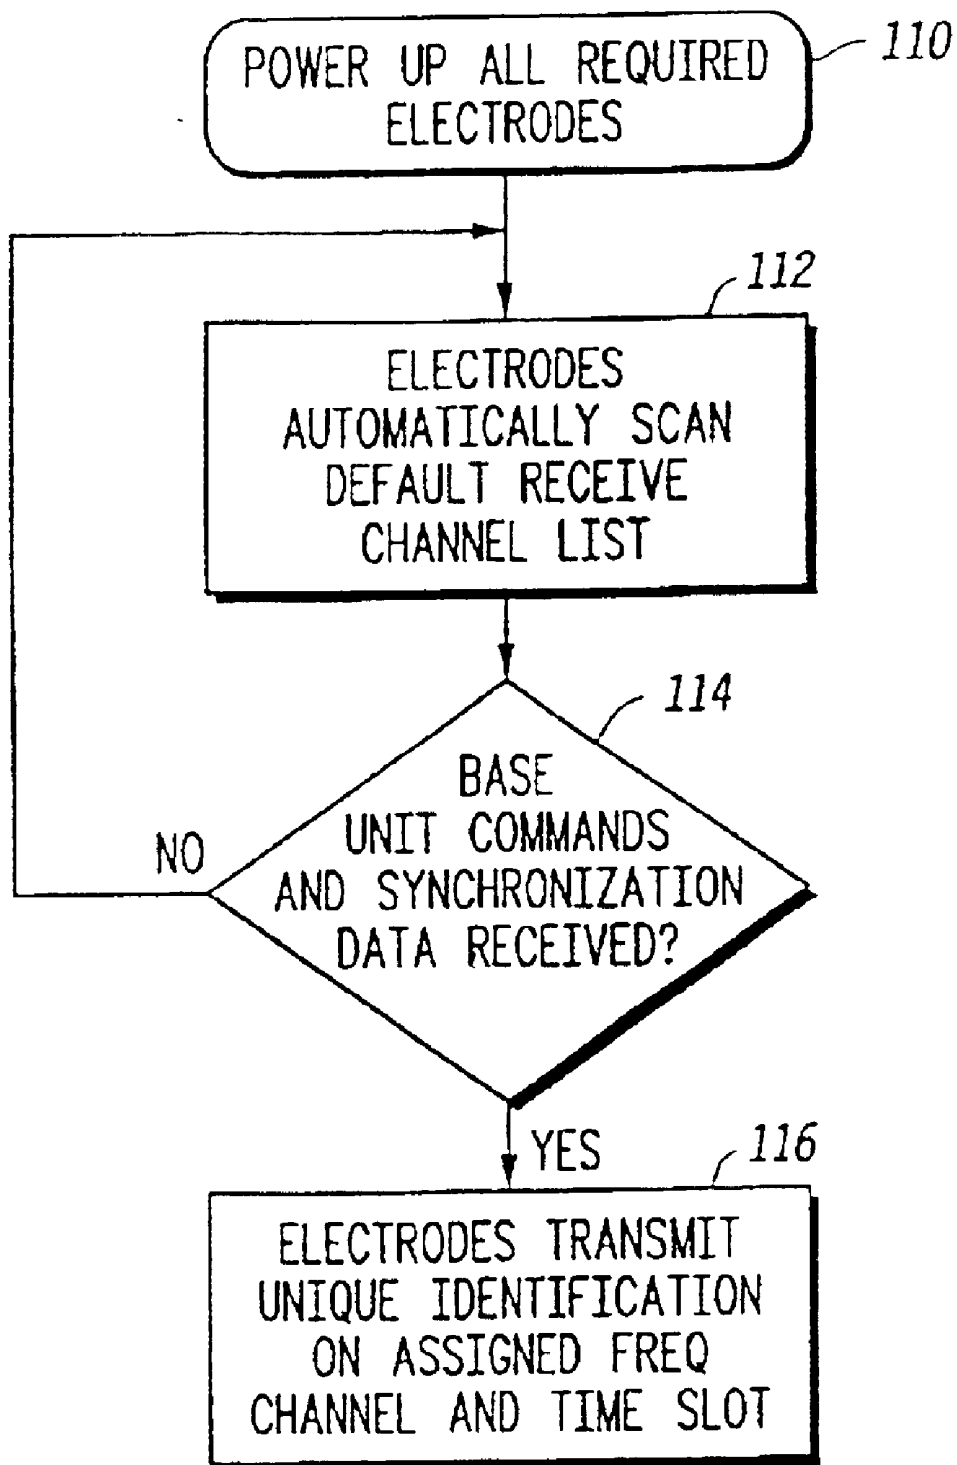 POWER UP ALL REQUIRED
ELECTRODES
110
112
ELECTRODES
AUTOMATICALLY SCAN
DEFAULT RECEIVE
CHANNEL LIST
114
BASE
UNIT COMMANDS
AND SYNCHRONIZATION
DATA RECEIVED?
NO
YES
116
ELECTRODES TRANSMIT
UNIQUE IDENTIFICATION
ON ASSIGNED FREQ
CHANNEL AND TIME SLOT